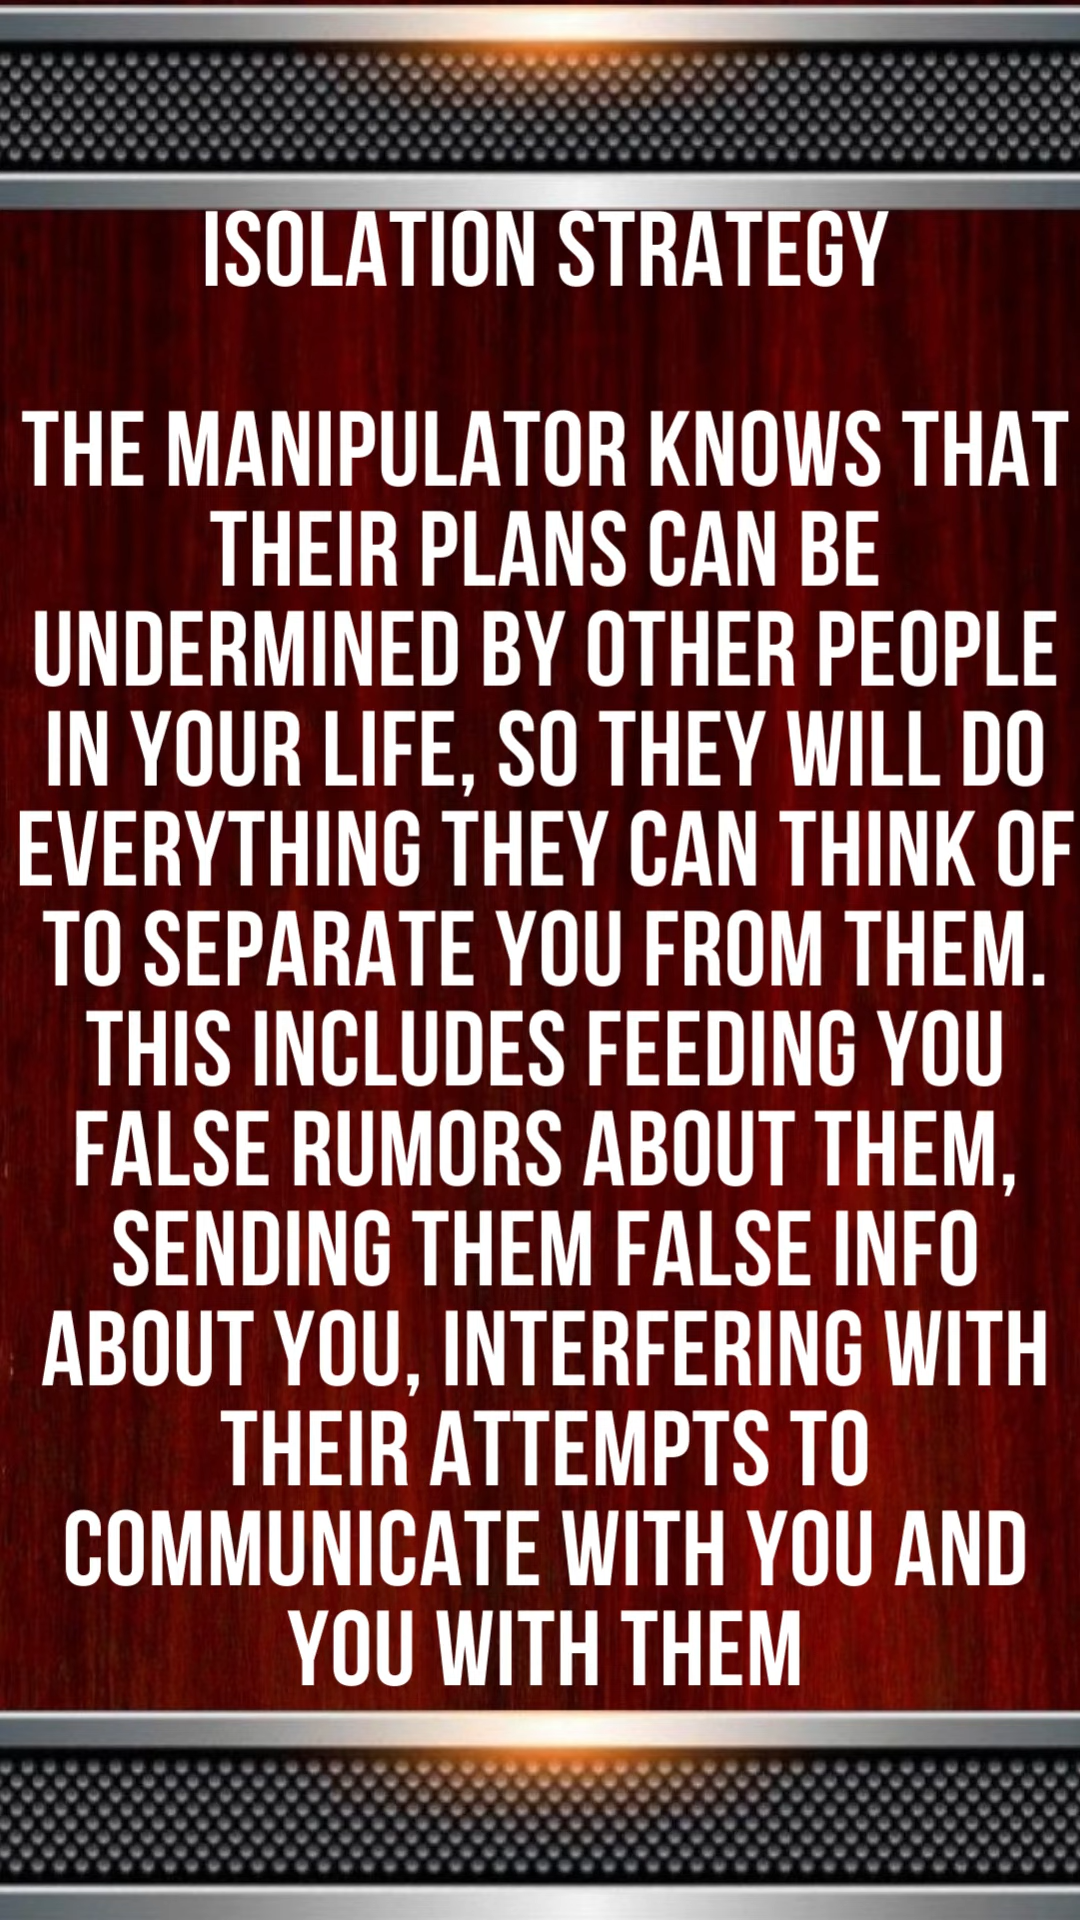 ISOLATION STRATEGY
THE MANIPULATOR KNOWS THAT
THEIR PLANS CAN BE
UNDERMINED BY OTHER PEOPLE
IN YOUR LIFE, SO THEY WILL DO
EVERYTHING THEY CAN THINK OF
TO SEPARATE YOU FROM THEM.
THIS INCLUDES FEEDING YOU
FALSE RUMORS ABOUT THEM,
SENDING THEM FALSE INFO
ABOUT YOU, INTERFERING WITH
THEIR ATTEMPTS TO
COMMUNICATE WITH YOU AND
YOU WITH THEM